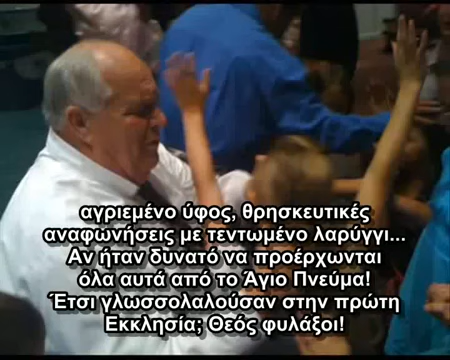 αγριεμένο ύφος, θρησκευτικές
αναφωνήσεις με τεντωμένο λαρύγγι...
Αν ήταν δυνατό να προέρχωνται
όλα αυτά από το Άγιο Πνεύμα!
Έτσι γλωσσολαλούσαν στην πρώτη
Εκκλησία; Θεός φυλάξοι!